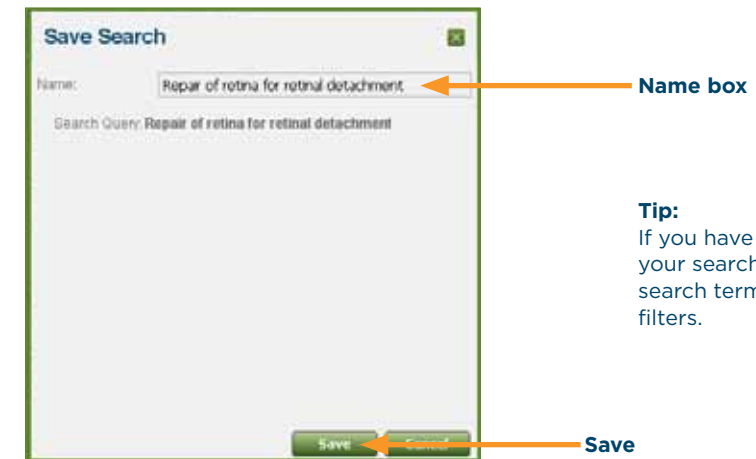 Save Search
Name: Repair of retina for retinal detachment
Name box
Search Query: Repair of retina for retinal detachment
Tip:
If you have
your search
search term
filters.
Save Cancel
Save